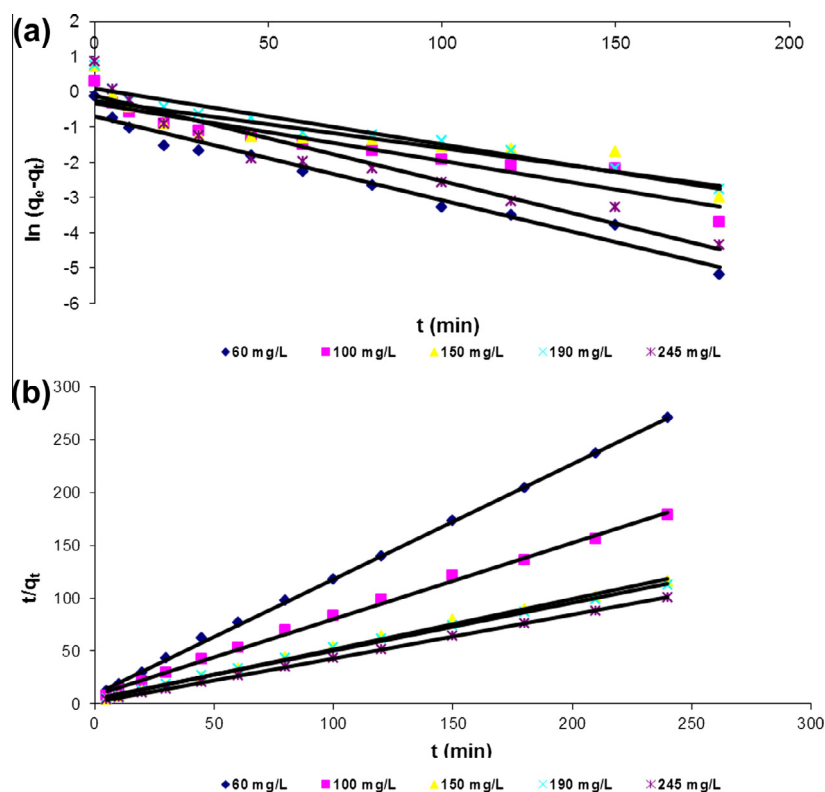 (a)
2
1
0
-1
-2
-3
-4
-5
-6
0 50 100 150 200
ln (qe-qt)
t (min)
60 mg/L 100 mg/L 150 mg/L 190 mg/L 245 mg/L
(b)
300
250
200
150
100
50
0
0 50 100 150 200 250 300
t/qt
t (min)
60 mg/L 100 mg/L 150 mg/L 190 mg/L 245 mg/L